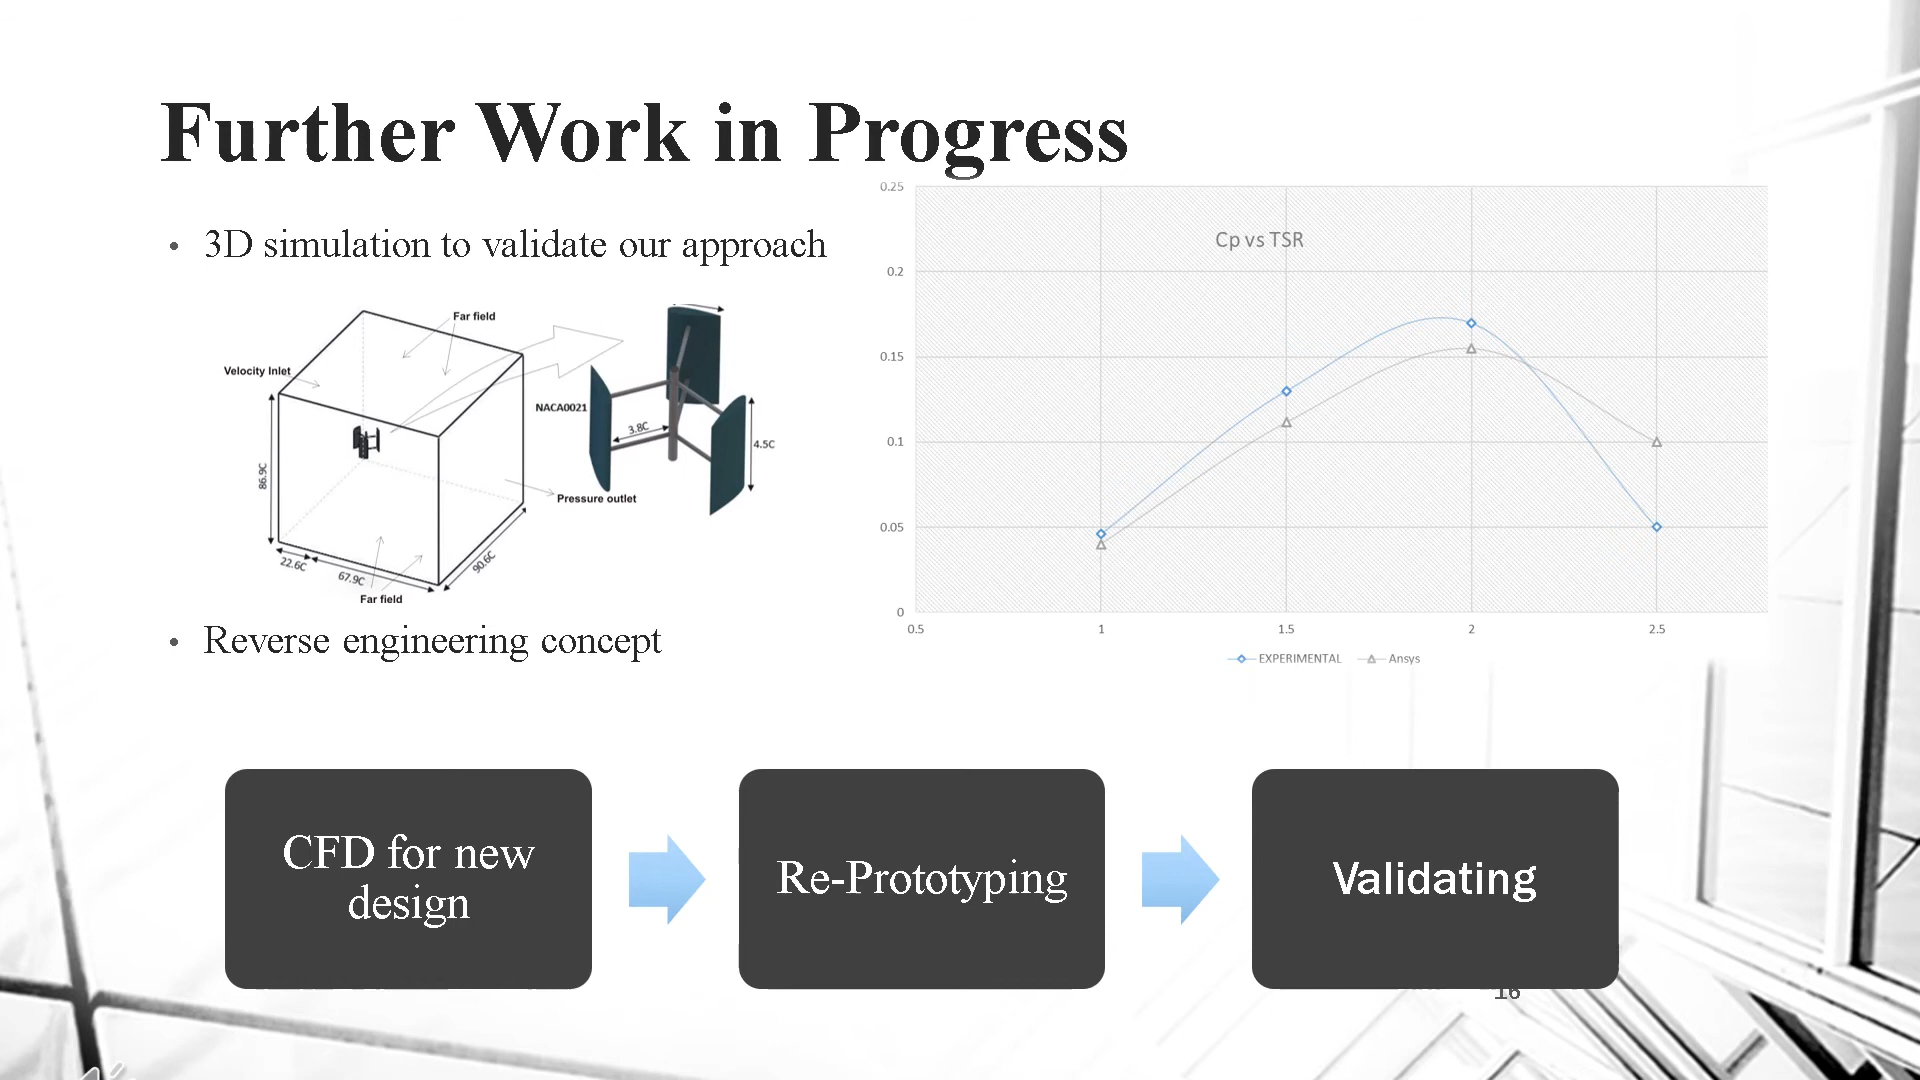 Further Work in Progress
• 3D simulation to validate our approach
Far field
Velocity Inlet
NACA0021
3.8C
4.5C
86.9C
Pressure outlet
22.6C
67.9C
90.6C
Far field
Cp vs TSR
0.25
0.2
0.15
0.1
0.05
0
0.5 1 1.5 2 2.5
EXPERIMENTAL Ansys
• Reverse engineering concept
CFD for new
design
Re-Prototyping
Validating
16